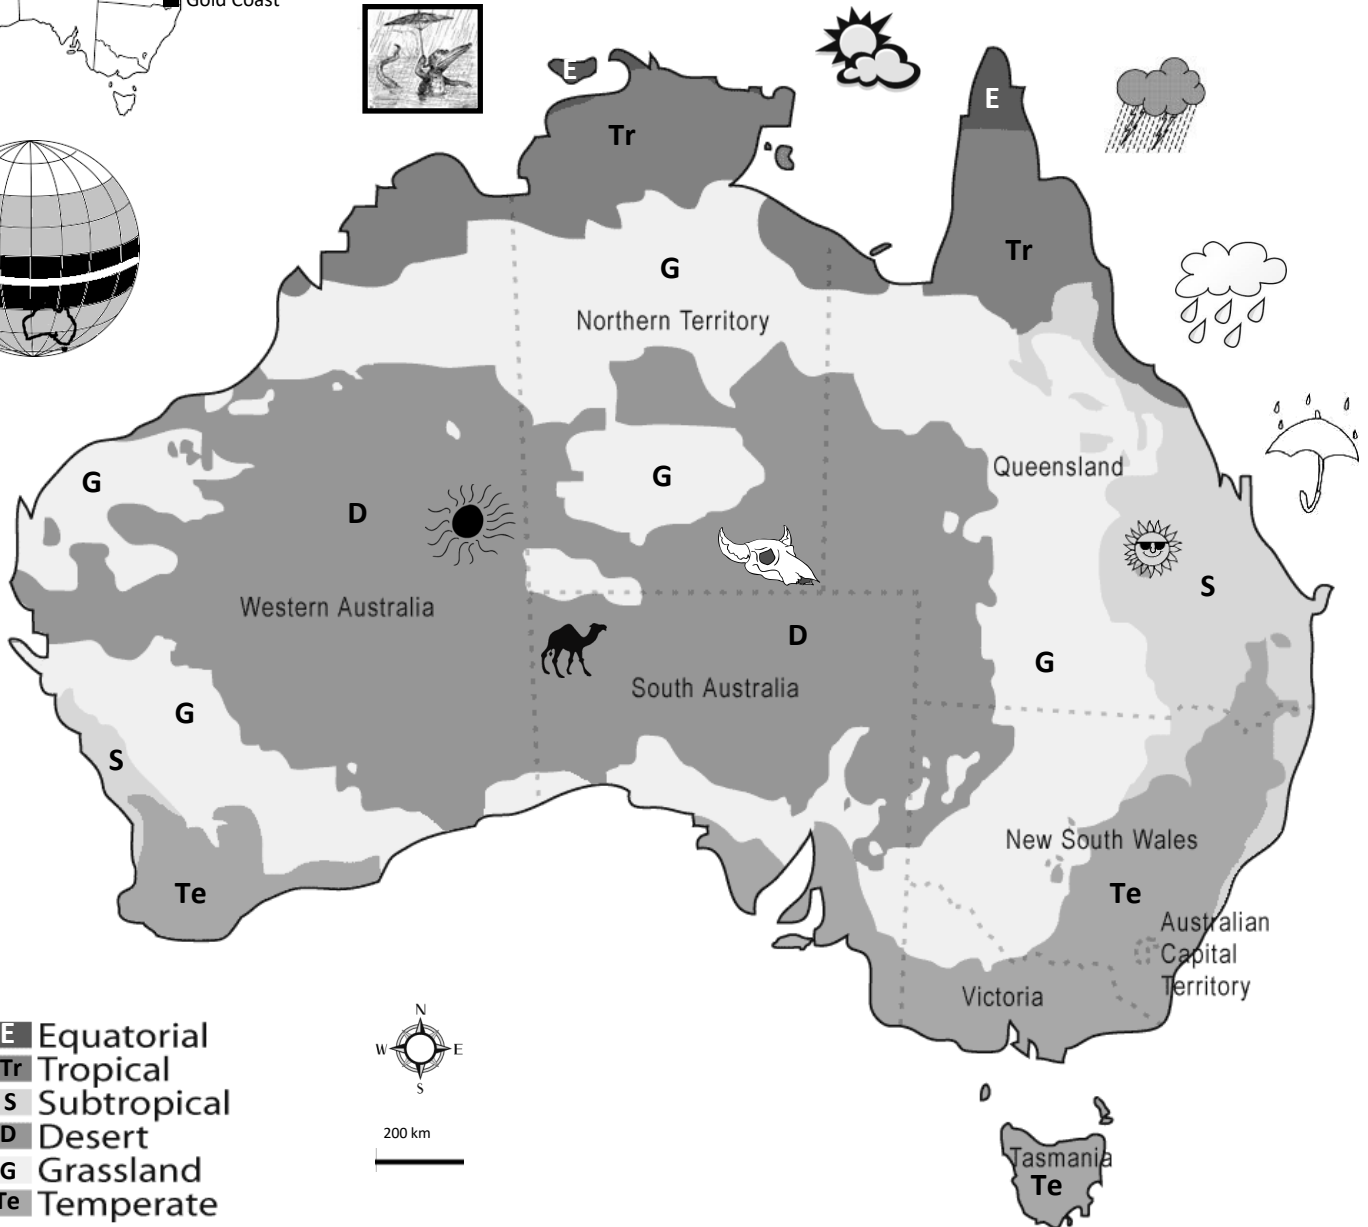 Gold Coast
E
E
Tr
Tr
G
Northern Territory
Queensland
G
G
D
S
Western Australia
D
G
South Australia
G
S
New South Wales
Te
Te
Australian
Capital
Territory
Victoria
E Equatorial
Tr Tropical
S Subtropical
D Desert
G Grassland
Te Temperate
N
W E
S
200 km
Tasmania
Te